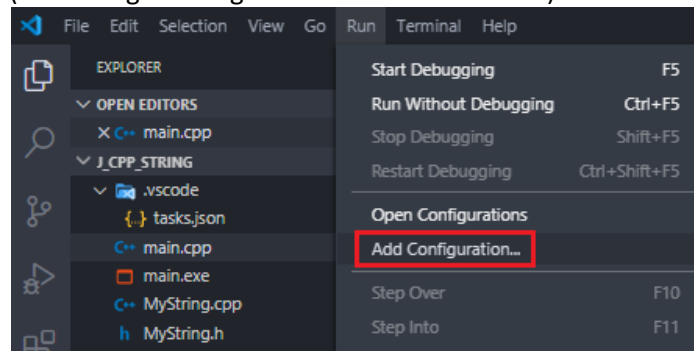 File Edit Selection View Go Run Terminal Help
EXPLORER
OPEN EDITORS
main.cpp
J_CPP_STRING
.vscode
{..} tasks.json
main.cpp
main.exe
MyString.cpp
h MyString.h
Start Debugging F5
Run Without Debugging Ctrl+F5
Stop Debugging Shift+F5
Restart Debugging Ctrl+Shift+F5
Open Configurations
Add Configuration...
Step Over F10
Step Into F11